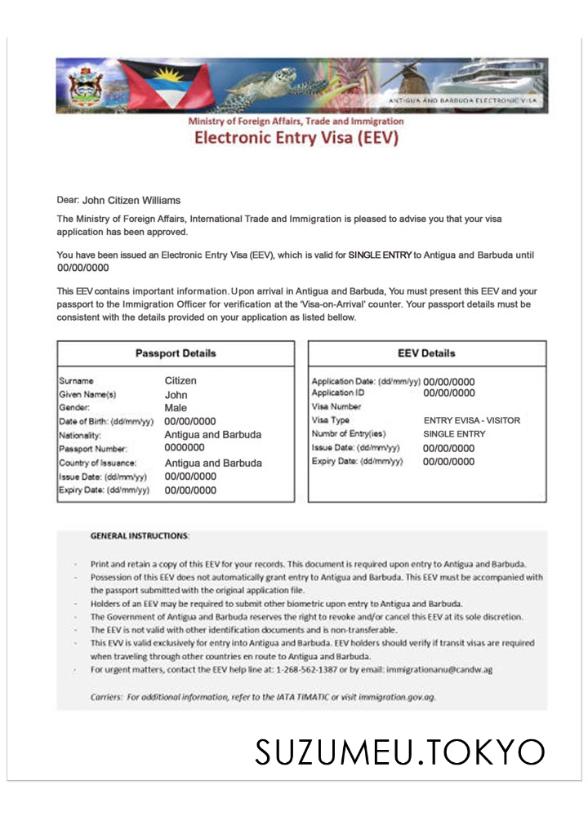 ANTIGUA AND BARBUDA ELECTRONIC VISA
Ministry of Foreign Affairs, Trade and Immigration
Electronic Entry Visa (EEV)
Dear: John Citizen Williams
The Ministry of Foreign Affairs, International Trade and Immigration is pleased to advise you that your visa
application has been approved.
You have been issued an Electronic Entry Visa (EEV), which is valid for SINGLE ENTRY to Antigua and Barbuda until
00/00/0000
This EEV contains important information. Upon arrival in Antigua and Barbuda, You must present this EEV and your
passport to the Immigration Officer for verification at the 'Visa-on-Arrival' counter. Your passport details must be
consistent with the details provided on your application as listed bellow.
Passport Details
Surname Citizen
Given Name(s) John
Gender: Male
Date of Birth: (dd/mm/yy) 00/00/0000
Nationality: Antigua and Barbuda
Passport Number: 0000000
Country of Issuance: Antigua and Barbuda
Issue Date: (dd/mm/yy) 00/00/0000
Expiry Date: (dd/mm/yy) 00/00/0000
EEV Details
Application Date: (dd/mm/yy) 00/00/0000
Application ID 00/00/0000
Visa Number
Visa Type ENTRY EVISA - VISITOR
Numbr of Entry(ies) SINGLE ENTRY
Issue Date: (dd/mm/yy) 00/00/0000
Expiry Date: (dd/mm/yy) 00/00/0000
GENERAL INSTRUCTIONS:
- Print and retain a copy of this EEV for your records. This document is required upon entry to Antigua and Barbuda.
- Possession of this EEV does not automatically grant entry to Antigua and Barbuda. This EEV must be accompanied with
the passport submitted with the original application file.
- Holders of an EEV may be required to submit other biometric upon entry to Antigua and Barbuda.
- The Government of Antigua and Barbuda reserves the right to revoke and/or cancel this EEV at its sole discretion.
- The EEV is not valid with other identification documents and is non-transferable.
- This EVV is valid exclusively for entry into Antigua and Barbuda. EEV holders should verify if transit visas are required
when traveling through other countries en route to Antigua and Barbuda.
- For urgent matters, contact the EEV help line at: 1-268-562-1387 or by email: immigrationanu@candw.ag
Carriers: For additional information, refer to the IATA TIMATIC or visit immigration.gov.ag.
SUZUMEU.TOKYO